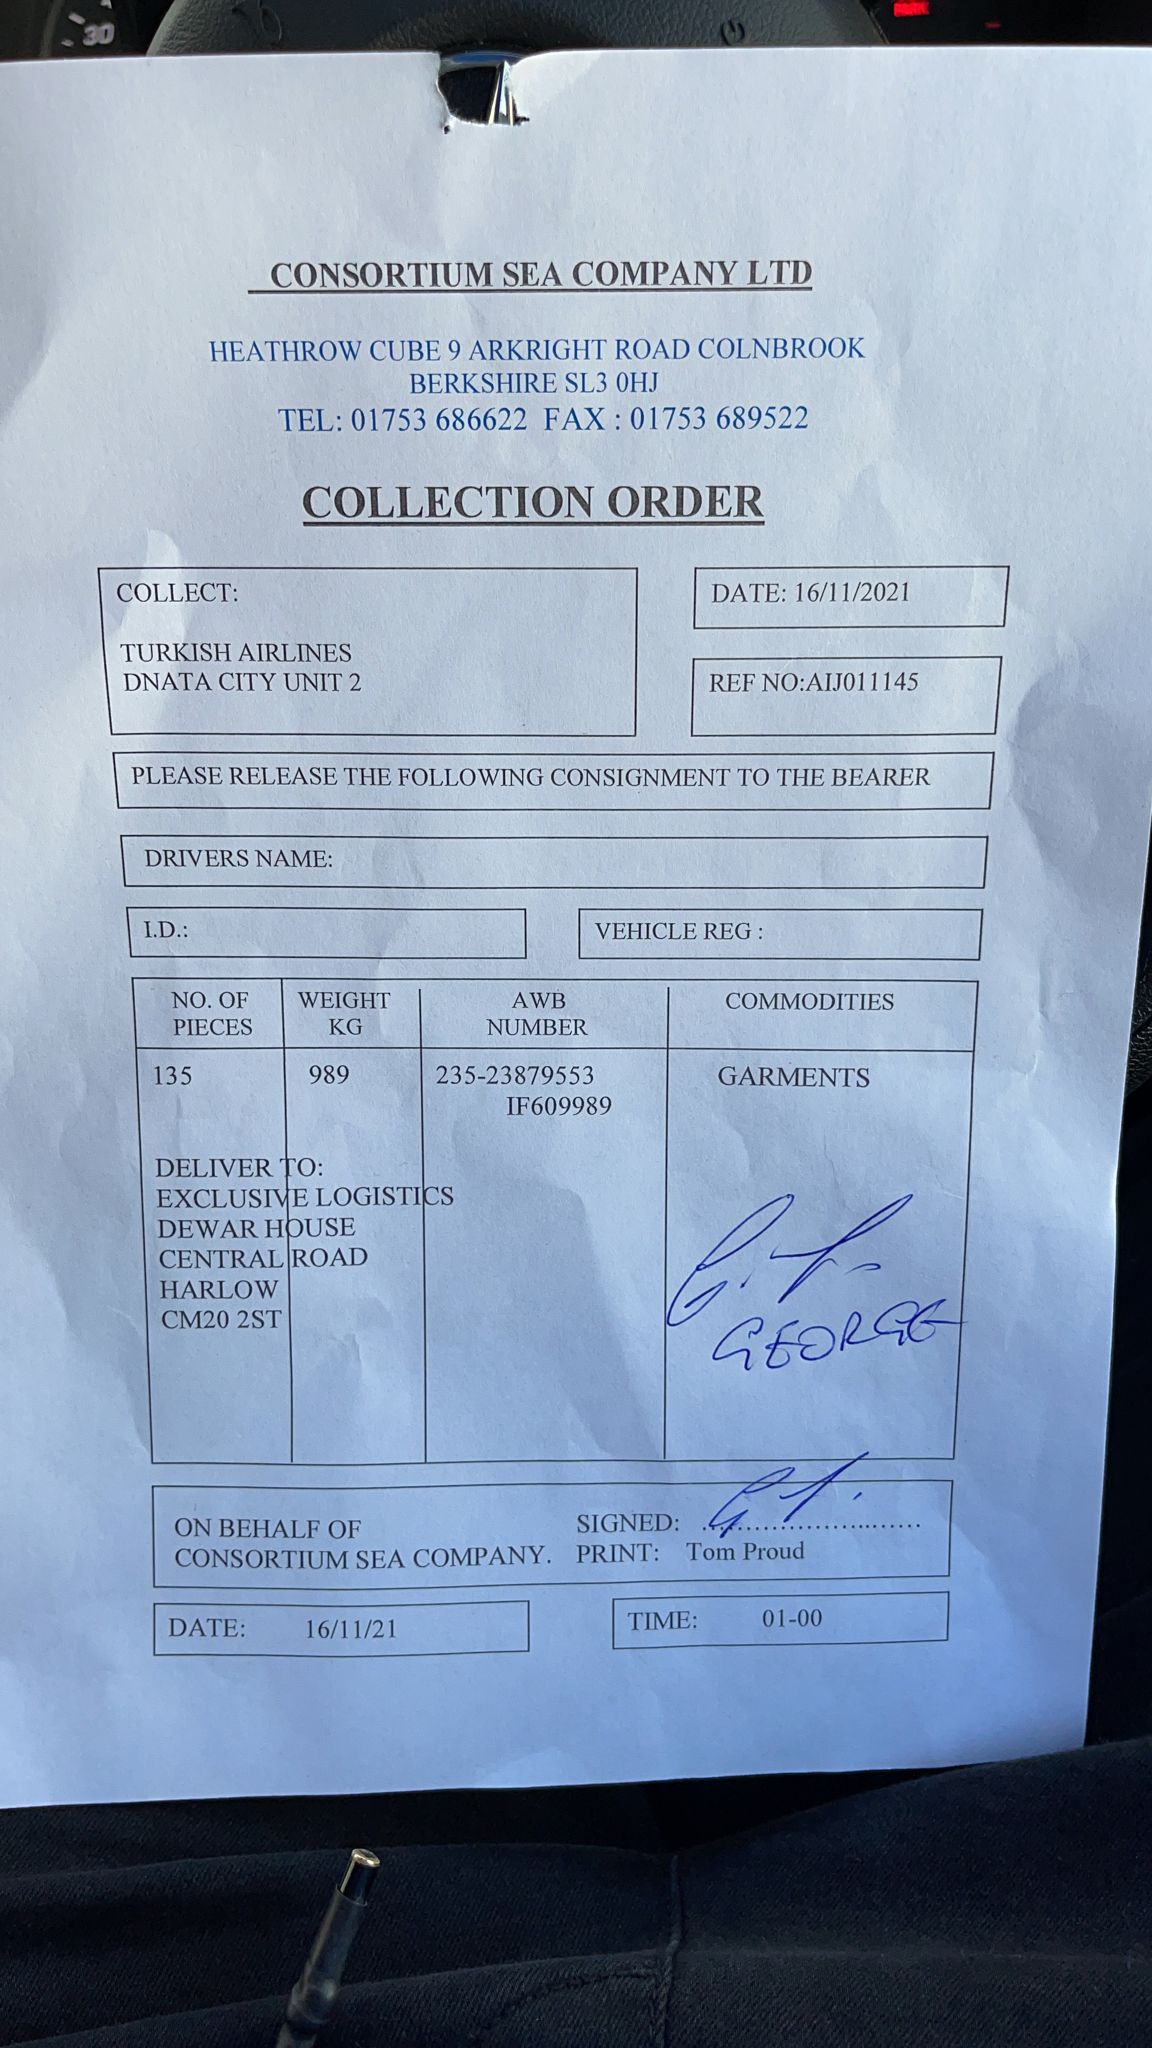 30
PARK
CONSORTIUM SEA COMPANY LTD
HEATHROW CUBE 9 ARKRIGHT ROAD COLNBROOK
BERKSHIRE SL3 0HJ
TEL: 01753 686622 FAX : 01753 689522
COLLECTION ORDER
COLLECT:
TURKISH AIRLINES
DNATA CITY UNIT 2
DATE: 16/11/2021
REF NO:AIJ011145
PLEASE RELEASE THE FOLLOWING CONSIGNMENT TO THE BEARER
DRIVERS NAME:
I.D.:
VEHICLE REG :
NO. OF PIECES
WEIGHT KG
AWB NUMBER
COMMODITIES
135
989
235-23879553
IF609989
GARMENTS
DELIVER TO:
EXCLUSIVE LOGISTICS
DEWAR HOUSE
CENTRAL ROAD
HARLOW
CM20 2ST
GEORGE
ON BEHALF OF
CONSORTIUM SEA COMPANY.
SIGNED: ........................
PRINT: Tom Proud
DATE: 16/11/21
TIME: 01-00